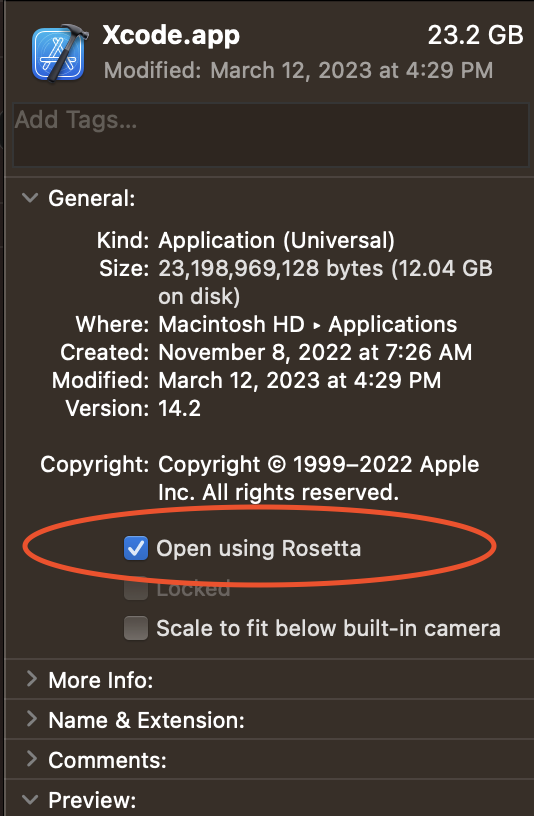 Xcode.app 23.2 GB
Modified: March 12, 2023 at 4:29 PM
Add Tags...
General:
Kind: Application (Universal)
Size: 23,198,969,128 bytes (12.04 GB
on disk)
Where: Macintosh HD ▸ Applications
Created: November 8, 2022 at 7:26 AM
Modified: March 12, 2023 at 4:29 PM
Version: 14.2
Copyright: Copyright © 1999–2022 Apple
Inc. All rights reserved.
Open using Rosetta
Locked
Scale to fit below built-in camera
More Info:
Name & Extension:
Comments:
Preview: